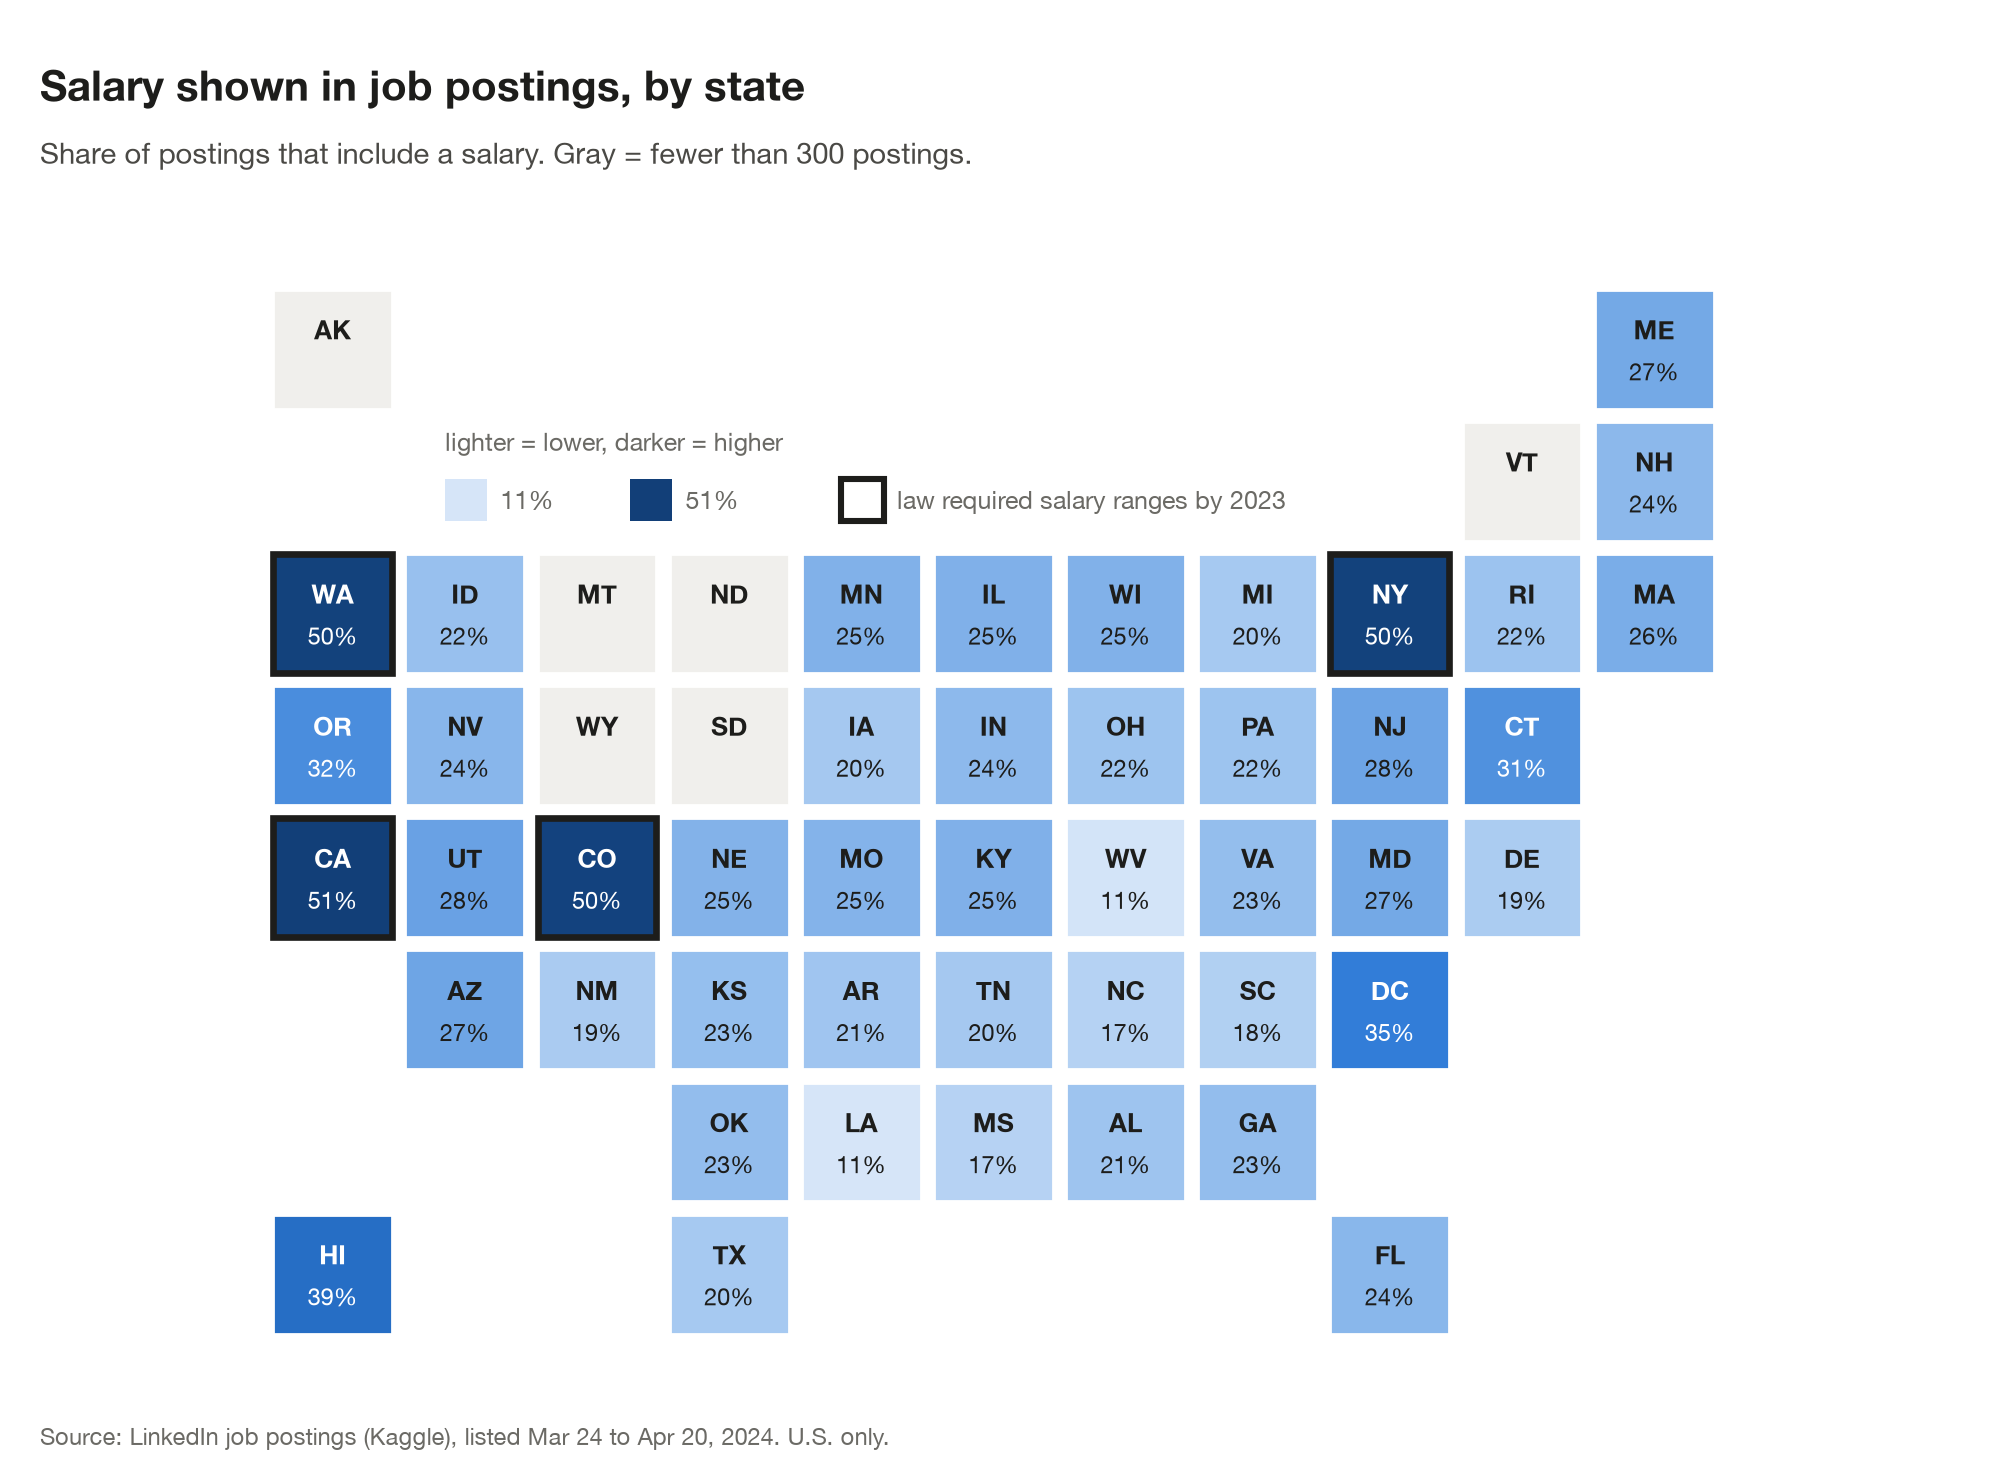 Salary shown in job postings, by state
Share of postings that include a salary. Gray = fewer than 300 postings.
AK
ME
27%
lighter = lower, darker = higher
11%
51%
law required salary ranges by 2023
VT
NH
24%
WA
50%
ID
22%
MT
ND
MN
25%
IL
25%
WI
25%
MI
20%
NY
50%
RI
22%
MA
26%
OR
32%
NV
24%
WY
SD
IA
20%
IN
24%
OH
22%
PA
22%
NJ
28%
CT
31%
CA
51%
UT
28%
CO
50%
NE
25%
MO
25%
KY
25%
WV
11%
VA
23%
MD
27%
DE
19%
AZ
27%
NM
19%
KS
23%
AR
21%
TN
20%
NC
17%
SC
18%
DC
35%
OK
23%
LA
11%
MS
17%
AL
21%
GA
23%
HI
39%
TX
20%
FL
24%
Source: LinkedIn job postings (Kaggle), listed Mar 24 to Apr 20, 2024. U.S. only.